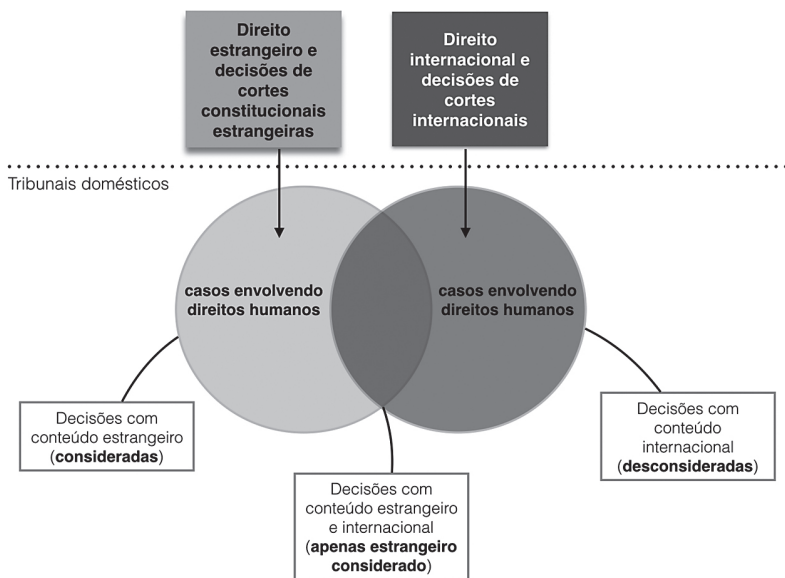 Direito
estrangeiro e
decisões de
cortes
constitucionais
estrangeiras
Direito
internacional e
decisões de
cortes
internacionais
Tribunais domésticos
casos envolvendo
direitos humanos
casos envolvendo
direitos humanos
Decisões com
conteúdo estrangeiro
(consideradas)
Decisões com
conteúdo estrangeiro
e internacional
(apenas estrangeiro
considerado)
Decisões com
conteúdo
internacional
(desconsideradas)